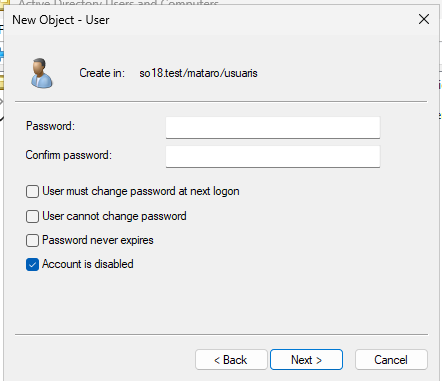 Active Directory Users and Computers
New Object - User
Create in: so18.test/mataro/usuaris
Password:
Confirm password:
User must change password at next logon
User cannot change password
Password never expires
Account is disabled
< Back Next > Cancel